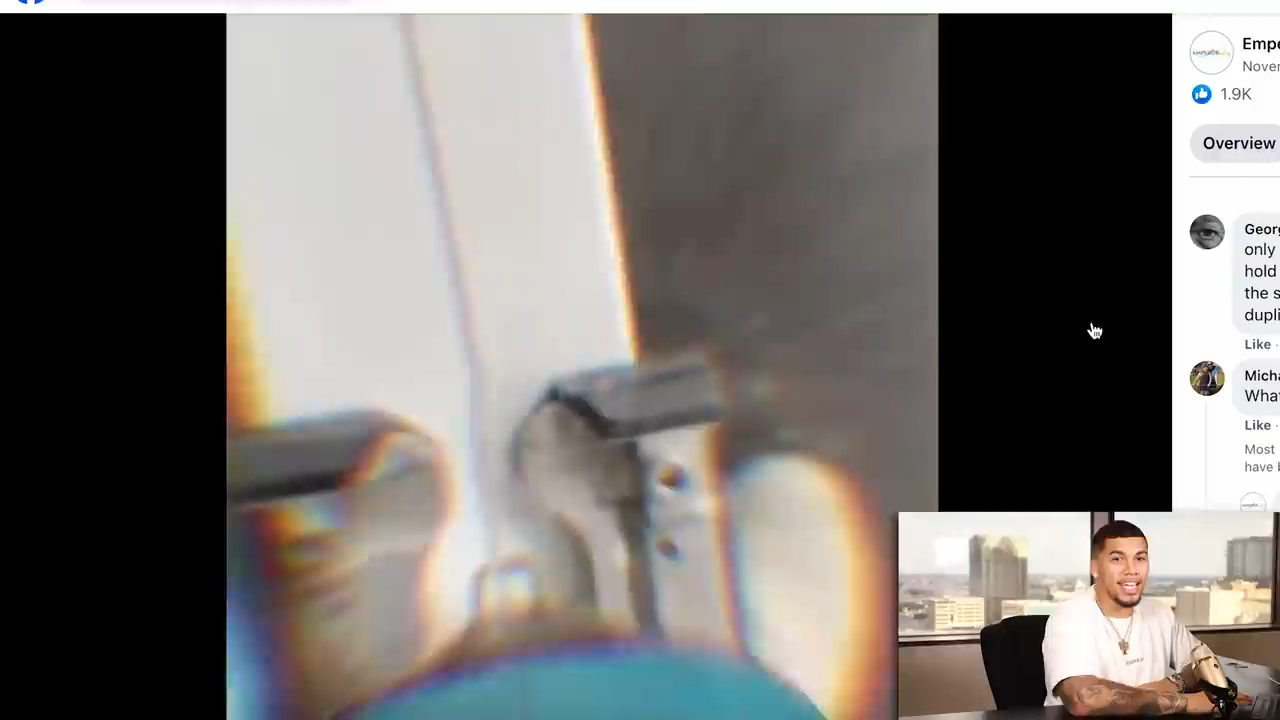 Empe
Nover
1.9K
Overview
Georg
only
hold
the s
dupli
Like ·
Micha
What
Like ·
Most
have b